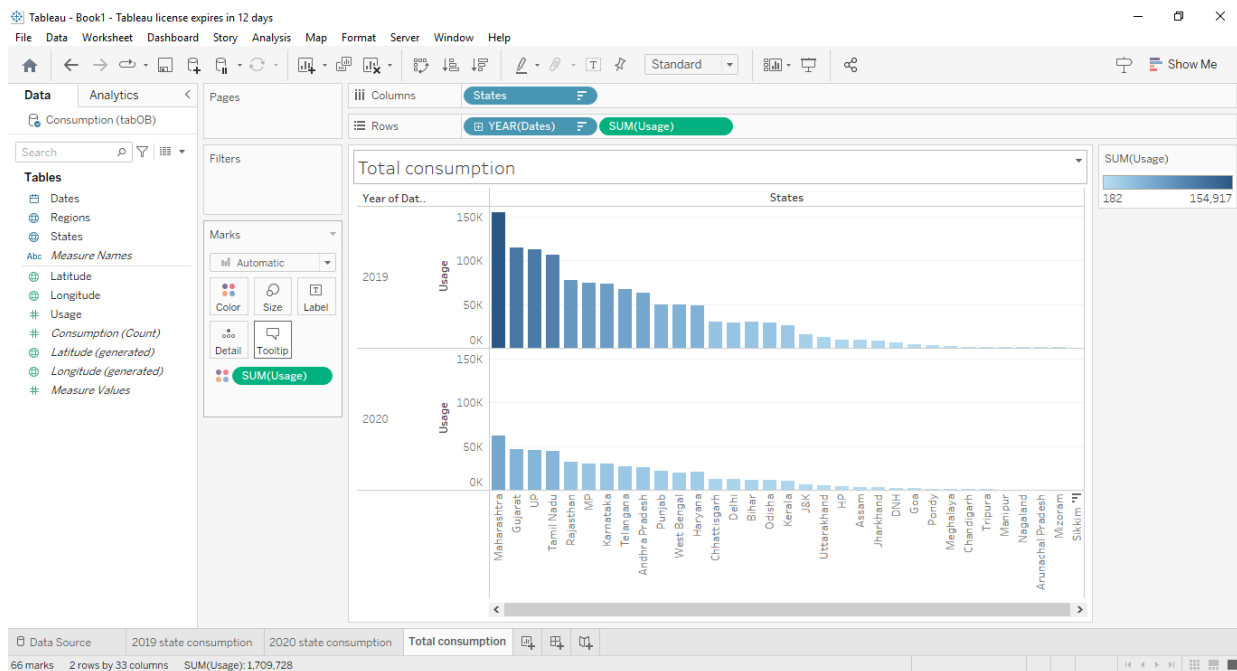 Tableau - Book1 - Tableau license expires in 12 days
File Data Worksheet Dashboard Story Analysis Map Format Server Window Help
Standard
Show Me
Data Analytics
Consumption (tabOB)
Search
Tables
Dates
Regions
States
Abc Measure Names
Latitude
Longitude
# Usage
# Consumption (Count)
Latitude (generated)
Longitude (generated)
# Measure Values
Pages
Filters
Marks
Automatic
Color Size Label
Detail Tooltip
SUM(Usage)
Columns States
Rows YEAR(Dates) SUM(Usage)
Total consumption
Year of Dat.. States
2019
Usage
150K
100K
50K
0K
2020
Usage
150K
100K
50K
0K
Maharashtra
Gujarat
UP
Tamil Nadu
Rajasthan
MP
Karnataka
Telangana
Andhra Pradesh
Punjab
West Bengal
Haryana
Chhattisgarh
Delhi
Bihar
Odisha
Kerala
J&K
Uttarakhand
HP
Assam
Jharkhand
DNH
Goa
Pondy
Meghalaya
Chandigarh
Tripura
Manipur
Nagaland
Arunachal Pradesh
Mizoram
Sikkim
SUM(Usage)
182 154,917
Data Source 2019 state consumption 2020 state consumption Total consumption
66 marks 2 rows by 33 columns SUM(Usage): 1,709,728